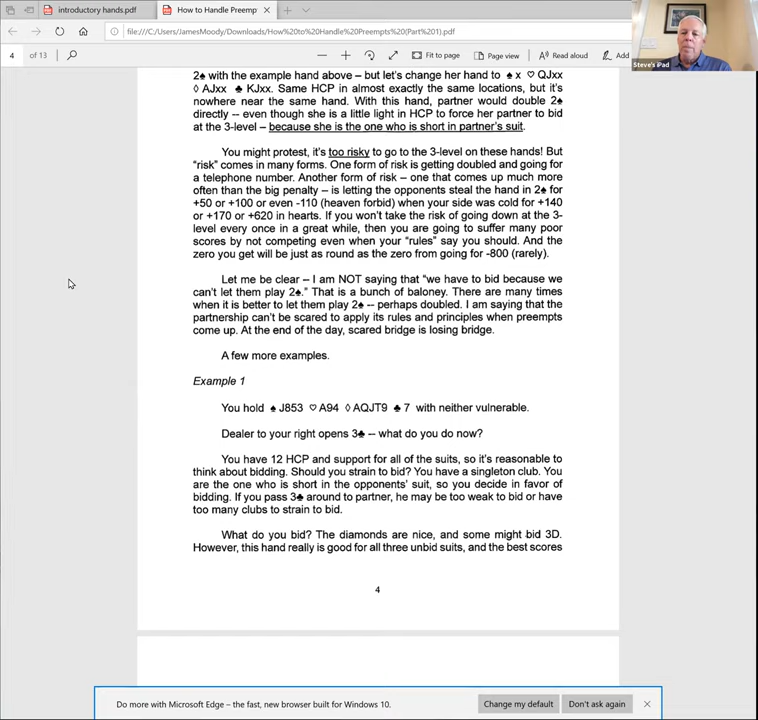 introductory hands.pdf
How to Handle Preemp
file:///C:/Users/JamesMoody/Downloads/How%20to%20Handle%20Preempts%20(Part%201).pdf
4 of 13
Fit to page
Page view
Read aloud
Add
Steve's iPad
2♠ with the example hand above – but let's change her hand to ♠ x ♡ QJxx
♢ AJxx ♣ KJxx. Same HCP in almost exactly the same locations, but it's
nowhere near the same hand. With this hand, partner would double 2♠
directly -- even though she is a little light in HCP to force her partner to bid
at the 3-level – because she is the one who is short in partner's suit.
You might protest, it's too risky to go to the 3-level on these hands! But
"risk" comes in many forms. One form of risk is getting doubled and going for
a telephone number. Another form of risk – one that comes up much more
often than the big penalty – is letting the opponents steal the hand in 2♠ for
+50 or +100 or even -110 (heaven forbid) when your side was cold for +140
or +170 or +620 in hearts. If you won't take the risk of going down at the 3-
level every once in a great while, then you are going to suffer many poor
scores by not competing even when your "rules" say you should. And the
zero you get will be just as round as the zero from going for -800 (rarely).
Let me be clear – I am NOT saying that "we have to bid because we
can't let them play 2♠." That is a bunch of baloney. There are many times
when it is better to let them play 2♠ -- perhaps doubled. I am saying that the
partnership can't be scared to apply its rules and principles when preempts
come up. At the end of the day, scared bridge is losing bridge.
A few more examples.
Example 1
You hold ♠ J853 ♡ A94 ♢ AQJT9 ♣ 7 with neither vulnerable.
Dealer to your right opens 3♣ -- what do you do now?
You have 12 HCP and support for all of the suits, so it's reasonable to
think about bidding. Should you strain to bid? You have a singleton club. You
are the one who is short in the opponents' suit, so you decide in favor of
bidding. If you pass 3♣ around to partner, he may be too weak to bid or have
too many clubs to strain to bid.
What do you bid? The diamonds are nice, and some might bid 3D.
However, this hand really is good for all three unbid suits, and the best scores
4
Do more with Microsoft Edge – the fast, new browser built for Windows 10.
Change my default
Don't ask again